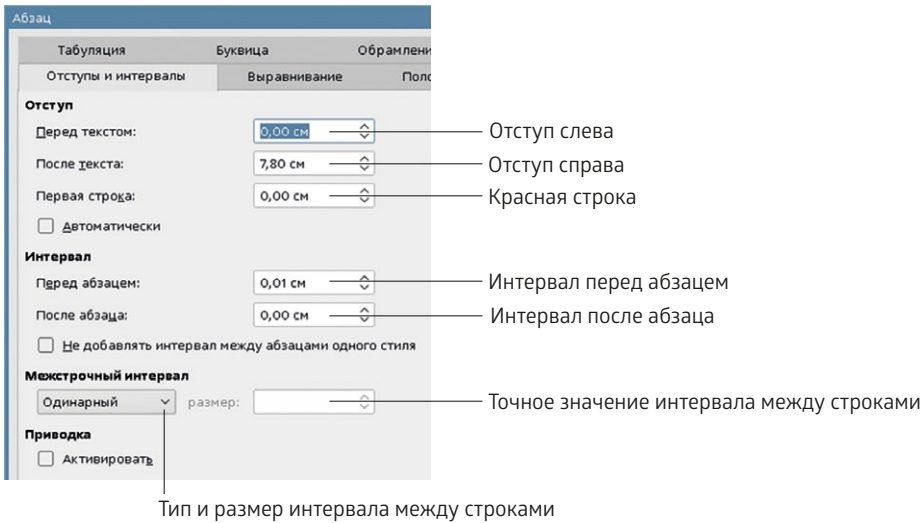 Абзац
Табуляция Буквица Обрамлени
Отступы и интервалы Выравнивание Поло
Отступ
Перед текстом: 0,00 см Отступ слева
После текста: 7,80 см Отступ справа
Первая строка: 0,00 см Красная строка
Автоматически
Интервал
Перед абзацем: 0,01 см Интервал перед абзацем
После абзаца: 0,00 см Интервал после абзаца
Не добавлять интервал между абзацами одного стиля
Межстрочный интервал
Одинарный размер: Точное значение интервала между строками
Приводка
Активировать
Тип и размер интервала между строками